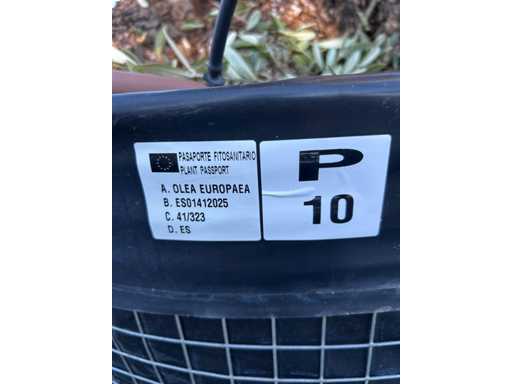 PASAPORTE FITOSANITARIO
PLANT PASSPORT
A. OLEA EUROPAEA
B. ES01412025
C. 41/323
D. ES
P
10